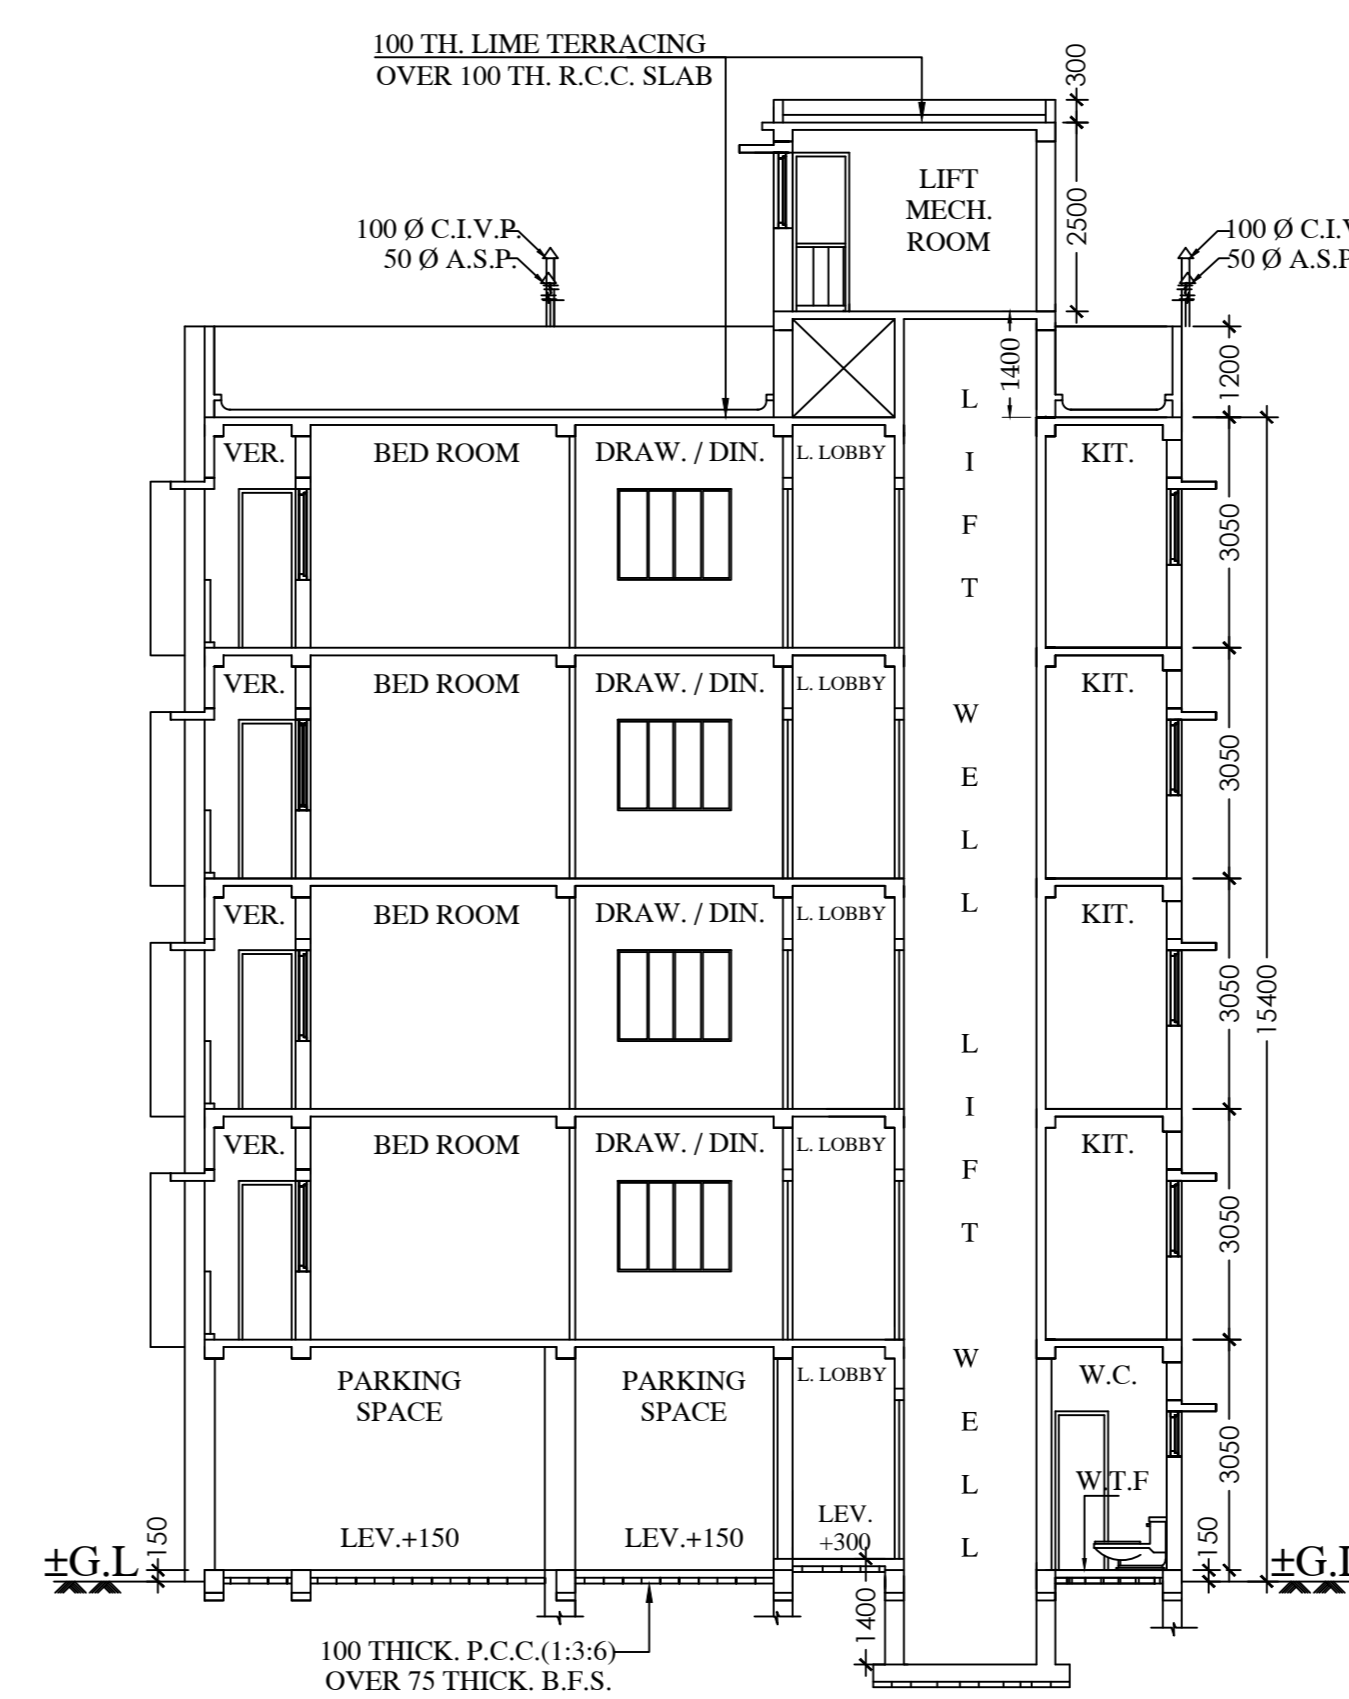 100 TH. LIME TERRACING
OVER 100 TH. R.C.C. SLAB
300
LIFT
MECH.
ROOM
2500
100 Ø C.I.V.P.
50 Ø A.S.P.
100 Ø C.I.V
50 Ø A.S.P
1400
1200
VER.
BED ROOM
DRAW. / DIN.
L. LOBBY
KIT.
3050
VER.
BED ROOM
DRAW. / DIN.
L. LOBBY
KIT.
3050
VER.
BED ROOM
DRAW. / DIN.
L. LOBBY
KIT.
3050
15400
VER.
BED ROOM
DRAW. / DIN.
L. LOBBY
KIT.
3050
L
I
F
T
W
E
L
L
L
I
F
T
W
E
L
L
PARKING
SPACE
PARKING
SPACE
L. LOBBY
W.C.
3050
W.T.F
LEV.+150
LEV.+150
LEV.
+300
±G.L
150
150
±G.L
1400
100 THICK. P.C.C.(1:3:6)
OVER 75 THICK. B.F.S.